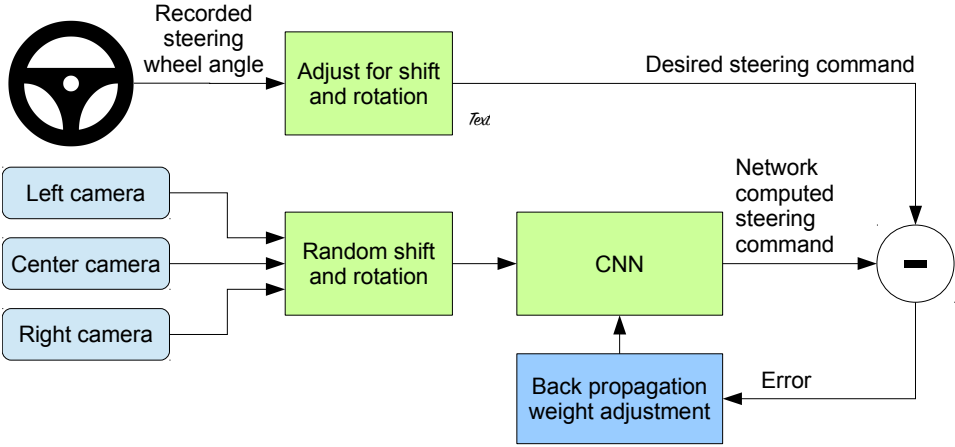 Recorded
steering
wheel angle
Adjust for shift
and rotation
Desired steering command
Text
Left camera
Center camera
Right camera
Random shift
and rotation
CNN
Network
computed
steering
command
-
Back propagation
weight adjustment
Error